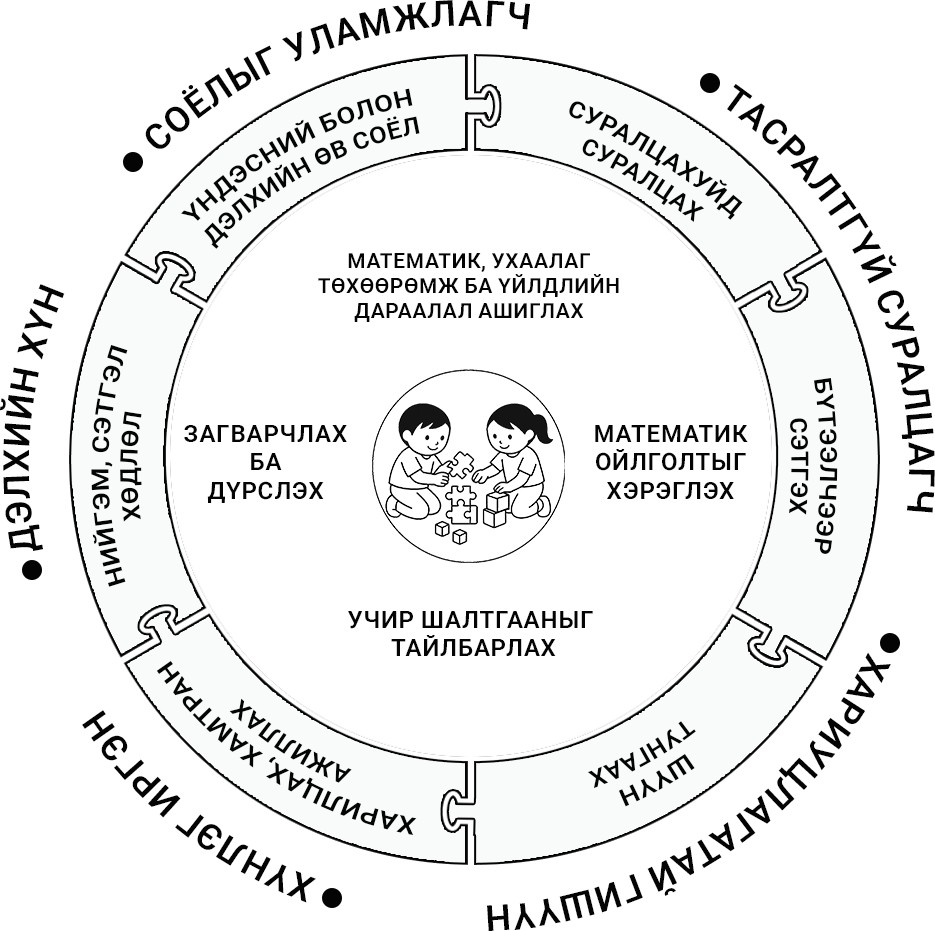 СОЁЛЫГ УЛАМЖЛАГЧ
ТАСРАЛТГҮЙ СУРАЛЦАГЧ
ХАРИУЦЛАГАТАЙ ГИШҮҮН
ХҮНЛЭГ ИРГЭН
ДЭЛХИЙН ХҮН
ҮНДЭСНИЙ БОЛОН
ДЭЛХИЙН ӨВ СОЁЛ
СУРАЛЦАХУЙД
СУРАЛЦАХ
БҮТЭЭЛЧЭЭР
СЭТГЭХ
ШҮҮН
ТУНГААХ
ХАРИЛЦАХ, ХАМТРАН
АЖИЛЛАХ
НИЙГЭМ, СЭТГЭЛ
ХӨДЛӨЛ
МАТЕМАТИК, УХААЛАГ
ТӨХӨӨРӨМЖ БА ҮЙЛДЛИЙН
ДАРААЛАЛ АШИГЛАХ
ЗАГВАРЧЛАХ
БА
ДҮРСЛЭХ
МАТЕМАТИК
ОЙЛГОЛТЫГ
ХЭРЭГЛЭХ
УЧИР ШАЛТГААНЫГ
ТАЙЛБАРЛАХ